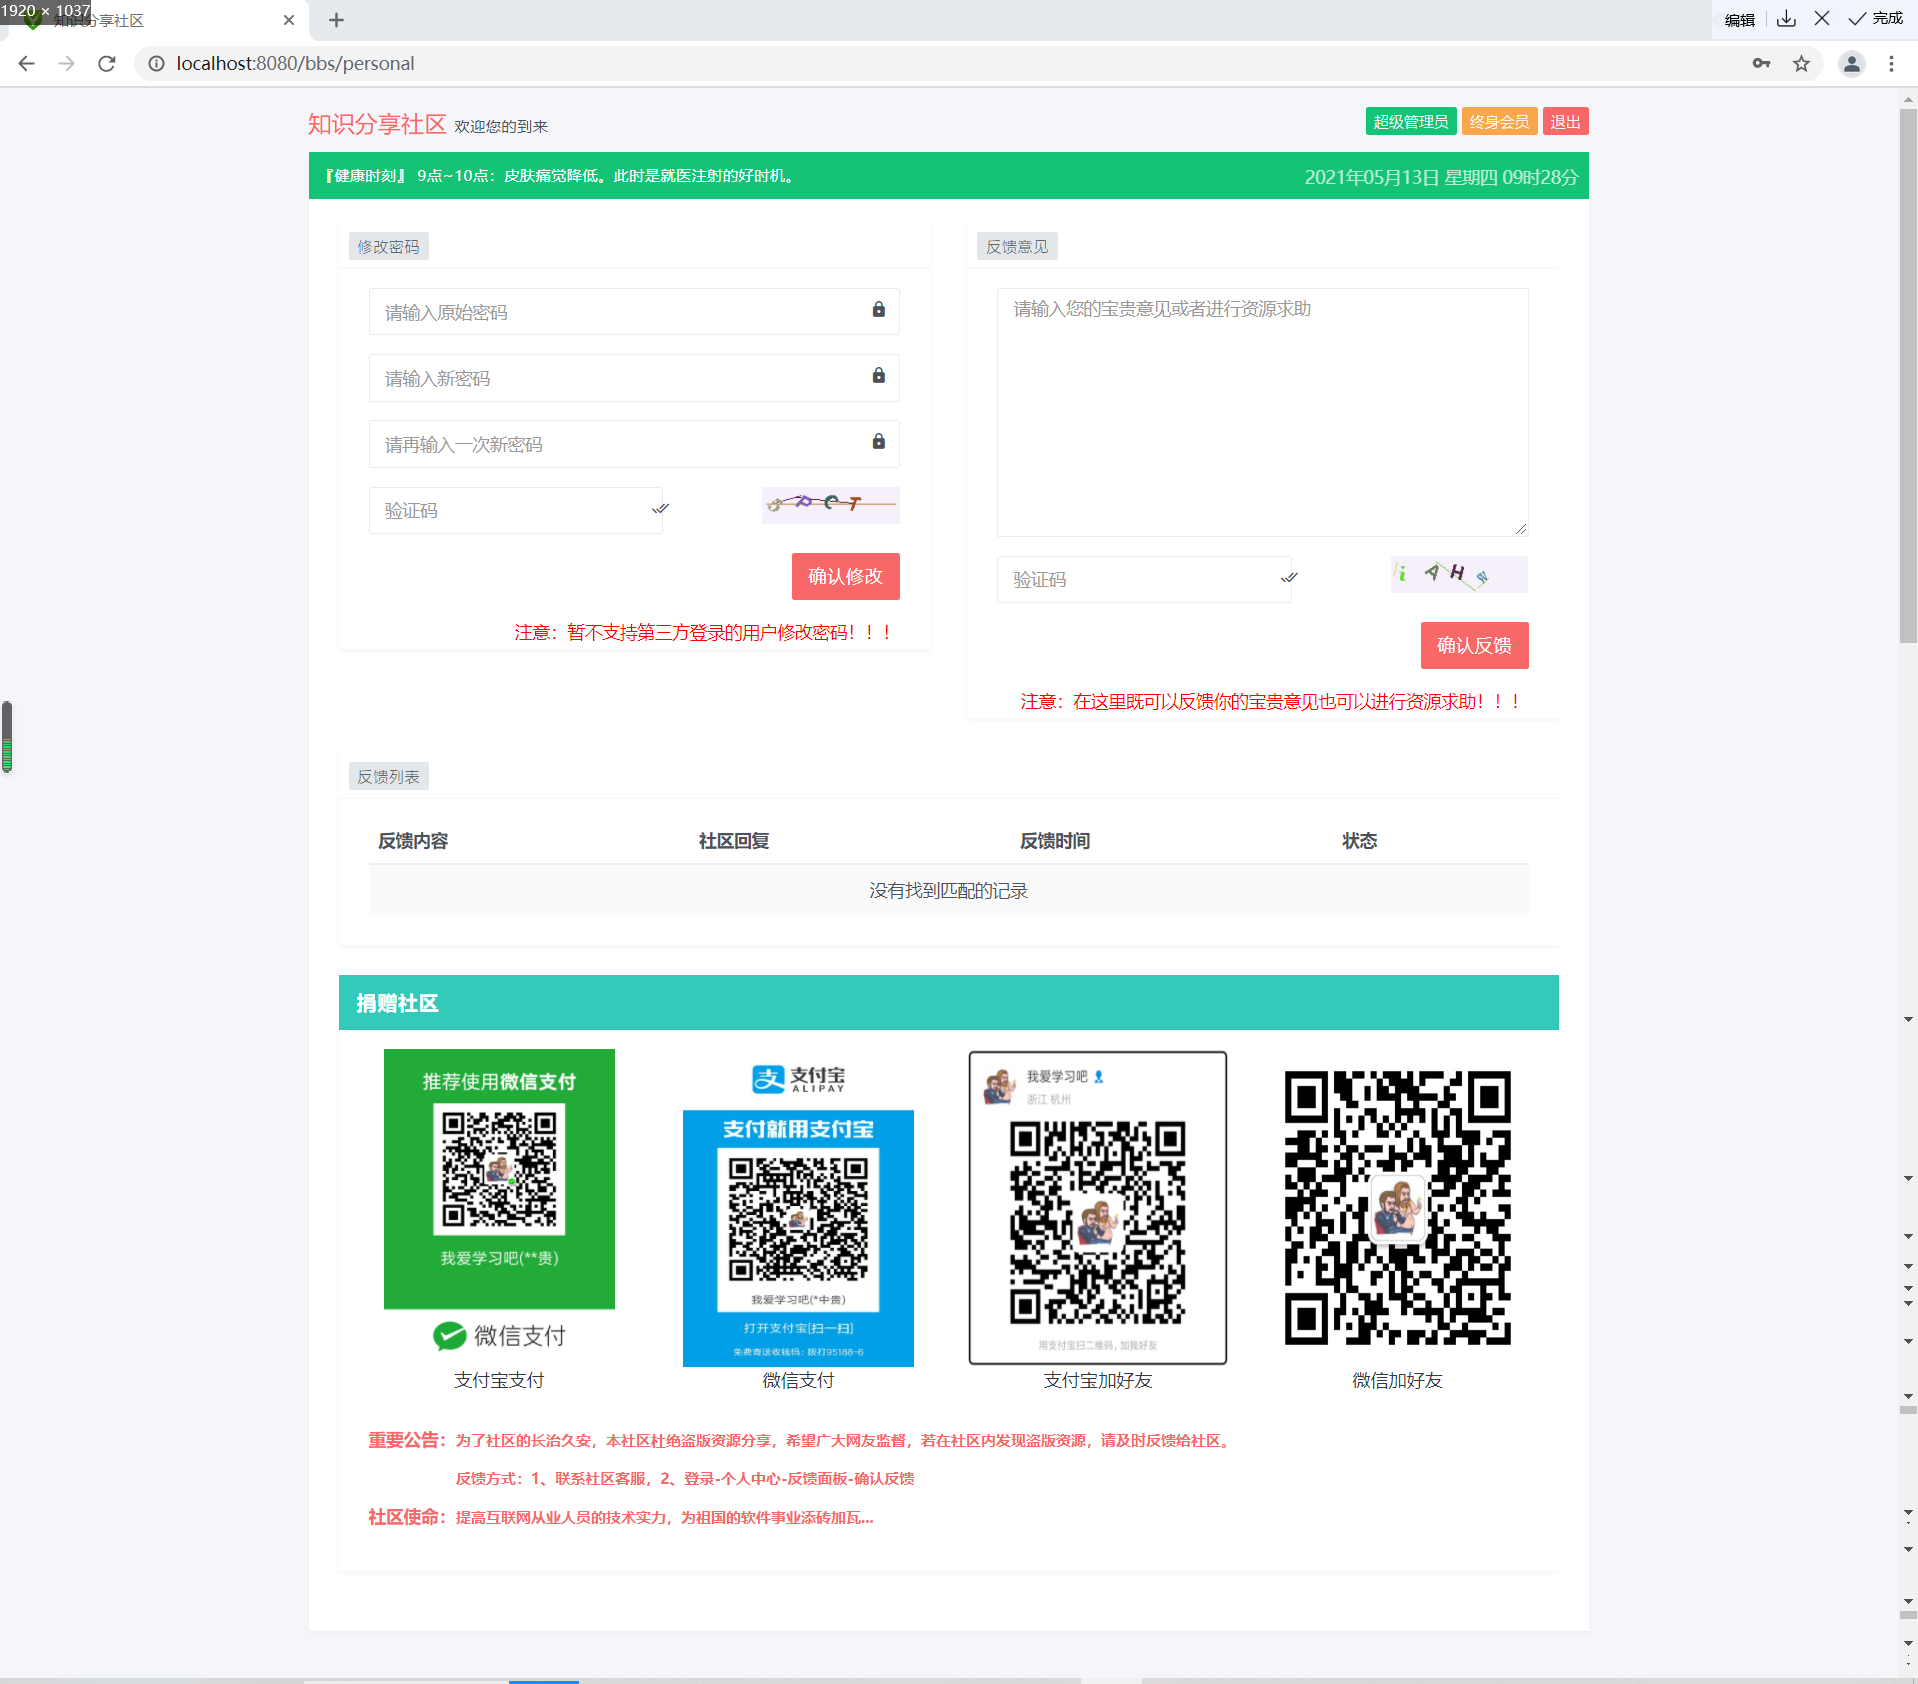 1920 × 1037
知识分享社区
编辑
完成
localhost:8080/bbs/personal
知识分享社区 欢迎您的到来
超级管理员 终身会员 退出
『健康时刻』 9点~10点：皮肤痛觉降低。此时是就医注射的好时机。
2021年05月13日 星期四 09时28分
修改密码
请输入原始密码
请输入新密码
请再输入一次新密码
验证码
确认修改
注意：暂不支持第三方登录的用户修改密码！！！
反馈意见
请输入您的宝贵意见或者进行资源求助
验证码
i A H
确认反馈
注意：在这里既可以反馈你的宝贵意见也可以进行资源求助！！！
反馈列表
反馈内容 社区回复 反馈时间 状态
没有找到匹配的记录
捐赠社区
推荐使用微信支付
我爱学习吧(**贵)
微信支付
支付宝支付
支付宝
ALIPAY
支付就用支付宝
我爱学习吧(*中贵)
打开支付宝[扫一扫]
免费寄送收钱码：拨打95188-6
微信支付
我爱学习吧
浙江 杭州
用支付宝扫二维码，加我好友
支付宝加好友
微信加好友
重要公告：为了社区的长治久安，本社区杜绝盗版资源分享，希望广大网友监督，若在社区内发现盗版资源，请及时反馈给社区。
反馈方式：1、联系社区客服，2、登录-个人中心-反馈面板-确认反馈
社区使命：提高互联网从业人员的技术实力，为祖国的软件事业添砖加瓦...